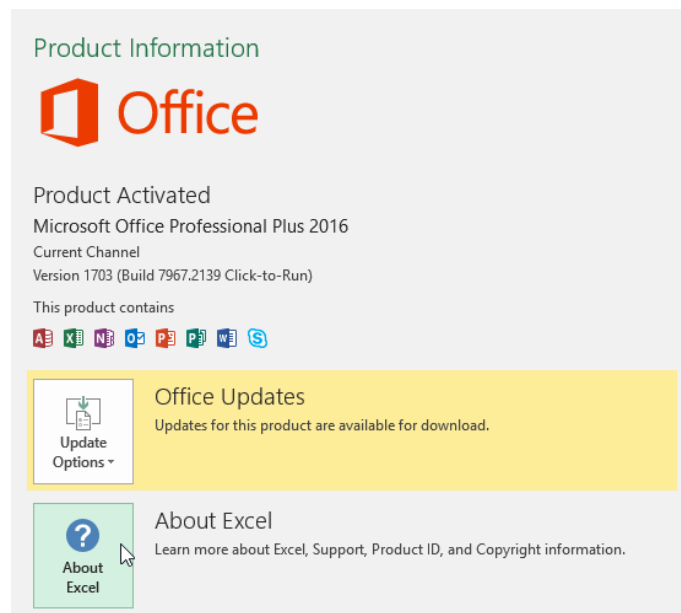 Product Information
Office
Product Activated
Microsoft Office Professional Plus 2016
Current Channel
Version 1703 (Build 7967.2139 Click-to-Run)
This product contains
A X N O P P W S
Update
Options
Office Updates
Updates for this product are available for download.
?
About
Excel
About Excel
Learn more about Excel, Support, Product ID, and Copyright information.